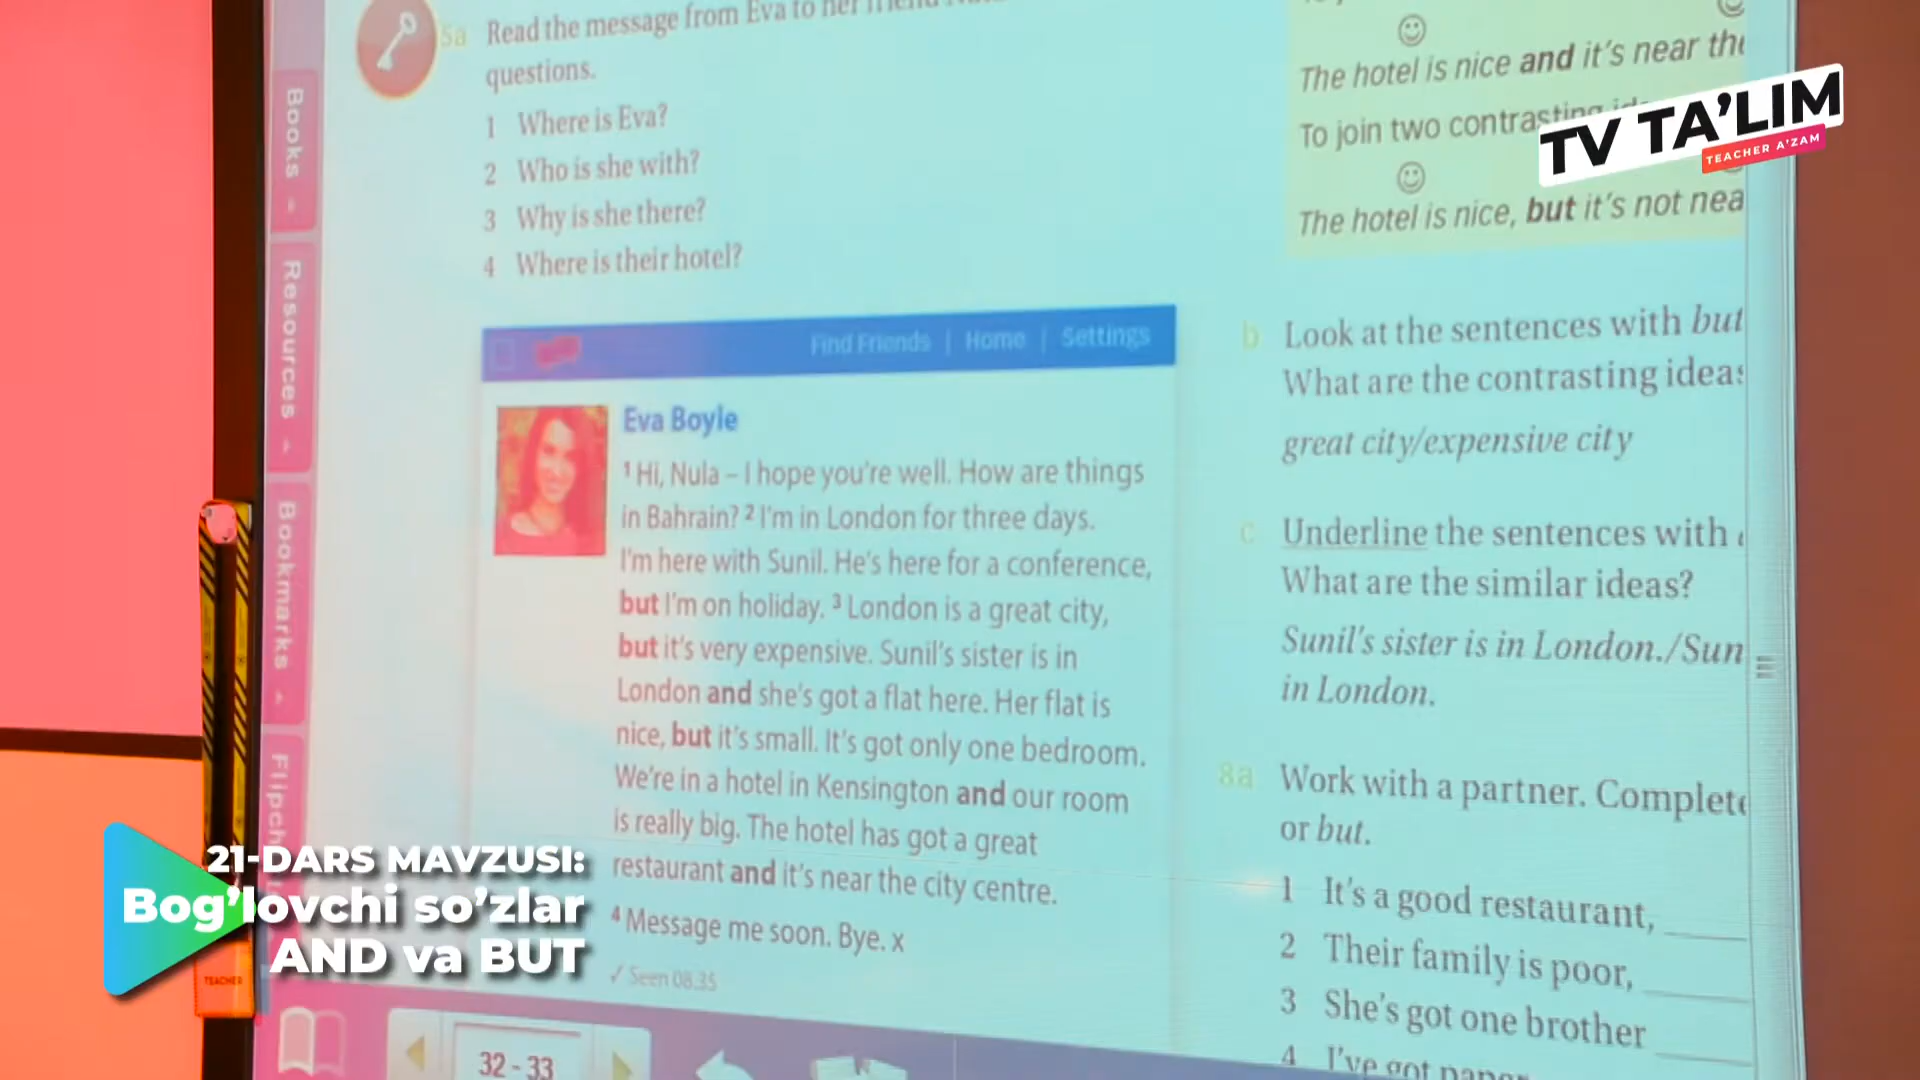 5a Read the message from Eva to her friend
questions.
1 Where is Eva?
2 Who is she with?
3 Why is she there?
4 Where is their hotel?
Find Friends | Home | Settings
Eva Boyle
1 Hi, Nula – I hope you're well. How are things
in Bahrain? 2 I'm in London for three days.
I'm here with Sunil. He's here for a conference,
but I'm on holiday. 3 London is a great city,
but it's very expensive. Sunil's sister is in
London and she's got a flat here. Her flat is
nice, but it's small. It's got only one bedroom.
We're in a hotel in Kensington and our room
is really big. The hotel has got a great
restaurant and it's near the city centre.
4 Message me soon. Bye. x
✓ Seen 08.35
The hotel is nice and it's near the
To join two contrasting
The hotel is nice, but it's not nea
b Look at the sentences with but
What are the contrasting ideas
great city/expensive city
c Underline the sentences with
What are the similar ideas?
Sunil's sister is in London./Sun
in London.
8a Work with a partner. Complete
or but.
1 It's a good restaurant,
2 Their family is poor,
3 She's got one brother
4 I've got
TV TA'LIM
TEACHER A'ZAM
Books
Resources
Bookmarks
Flipch
21-DARS MAVZUSI:
Bog'lovchi so'zlar
AND va BUT
TEACHER
32 - 33